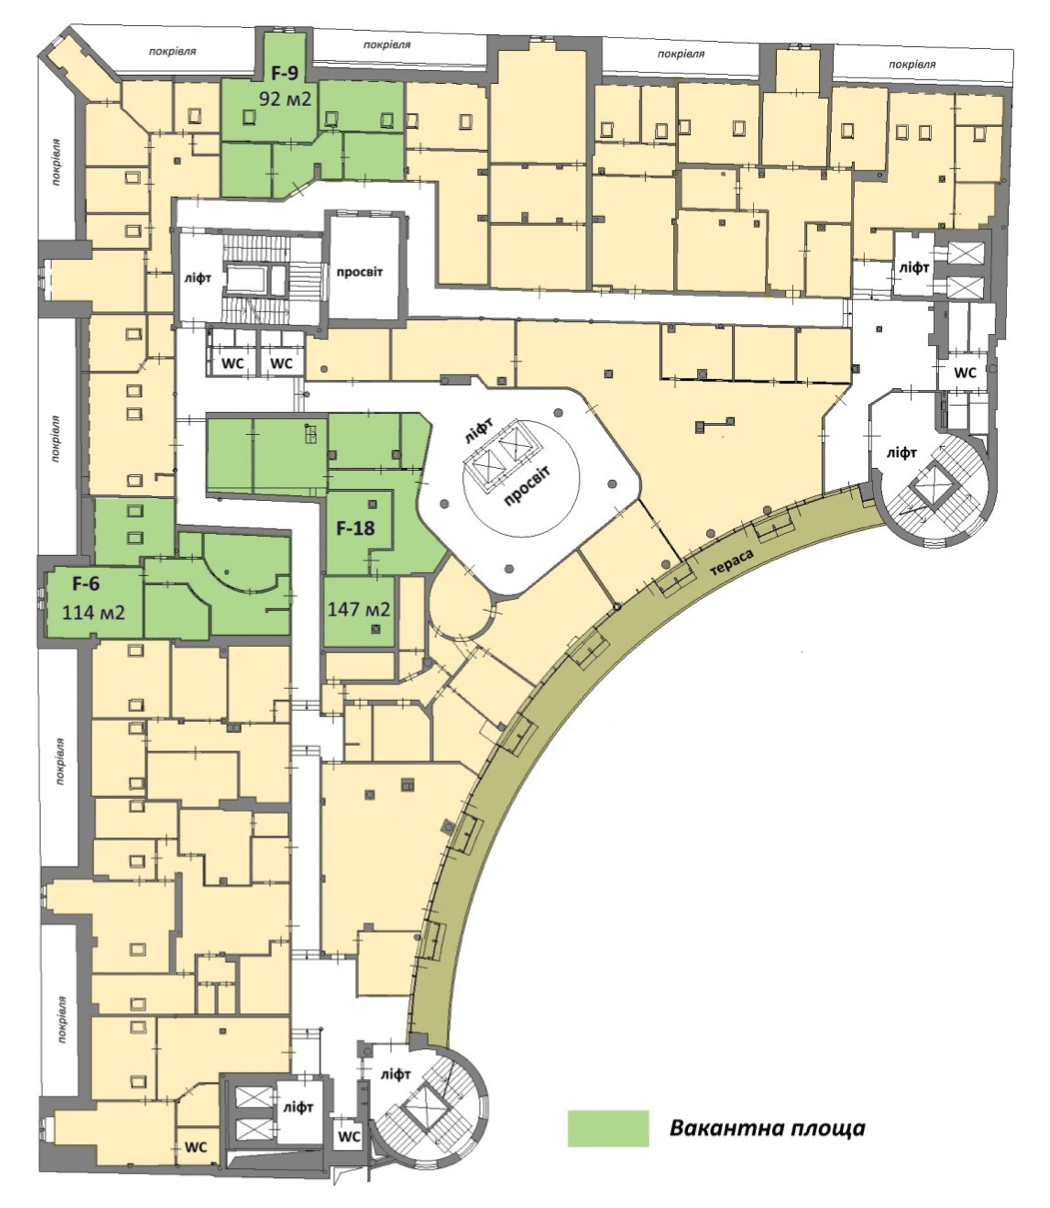 покрівля
покрівля
покрівля
покрівля
F-9
92 м2
покрівля
ліфт
просвіт
ліфт
WC
WC
WC
ліфт
просвіт
ліфт
покрівля
F-18
тераса
F-6
114 м2
147 м2
покрівля
покрівля
ліфт
ліфт
WC
WC
Вакантна площа